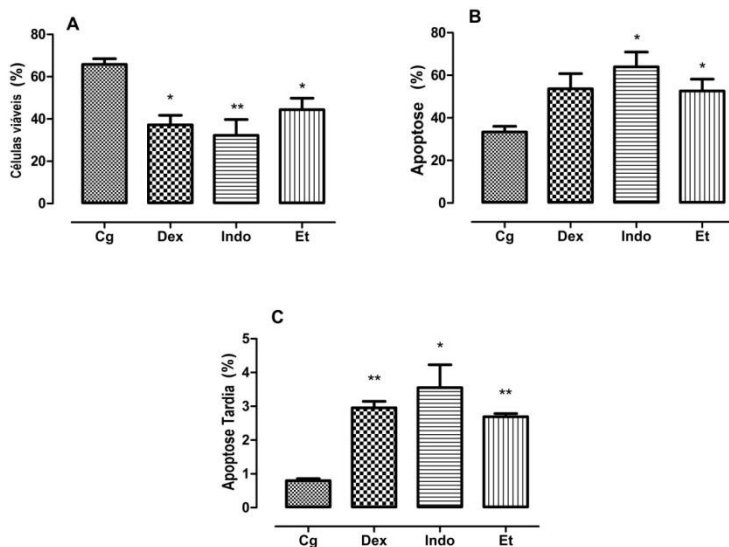 A
Células viáveis (%)
80
60
40
20
0
*
**
*
Cg Dex Indo Et
B
Apoptose (%)
80
60
40
20
0
*
*
Cg Dex Indo Et
C
Apoptose Tardia (%)
5
4
3
2
1
0
**
*
**
Cg Dex Indo Et